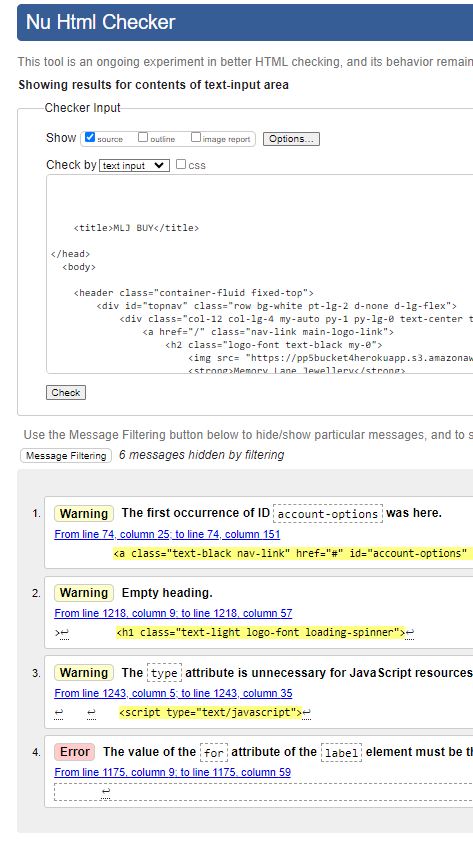 Nu Html Checker
This tool is an ongoing experiment in better HTML checking, and its behavior remain
Showing results for contents of text-input area
Checker Input
Show source outline image report Options...
Check by text input css
<title>MLJ BUY</title>
</head>
<body>
<header class="container-fluid fixed-top">
<div id="topnav" class="row bg-white pt-lg-2 d-none d-lg-flex">
<div class="col-12 col-lg-4 my-auto py-1 py-lg-0 text-center t
<a href="/" class="nav-link main-logo-link">
<h2 class="logo-font text-black my-0">
<img src= "https://pp5bucket4herokuapp.s3.amazonaw
<strong>Memory Lane Jewellery</strong>
Check
Use the Message Filtering button below to hide/show particular messages, and to s
Message Filtering 6 messages hidden by filtering
1. Warning The first occurrence of ID account-options was here.
From line 74, column 25; to line 74, column 151
<a class="text-black nav-link" href="#" id="account-options"
2. Warning Empty heading.
From line 1218, column 9; to line 1218, column 57
>↩ <h1 class="text-light logo-font loading-spinner">↩
3. Warning The type attribute is unnecessary for JavaScript resources
From line 1243, column 5; to line 1243, column 35
↩ ↩ <script type="text/javascript">↩
4. Error The value of the for attribute of the label element must be th
From line 1175, column 9; to line 1175, column 59
↩